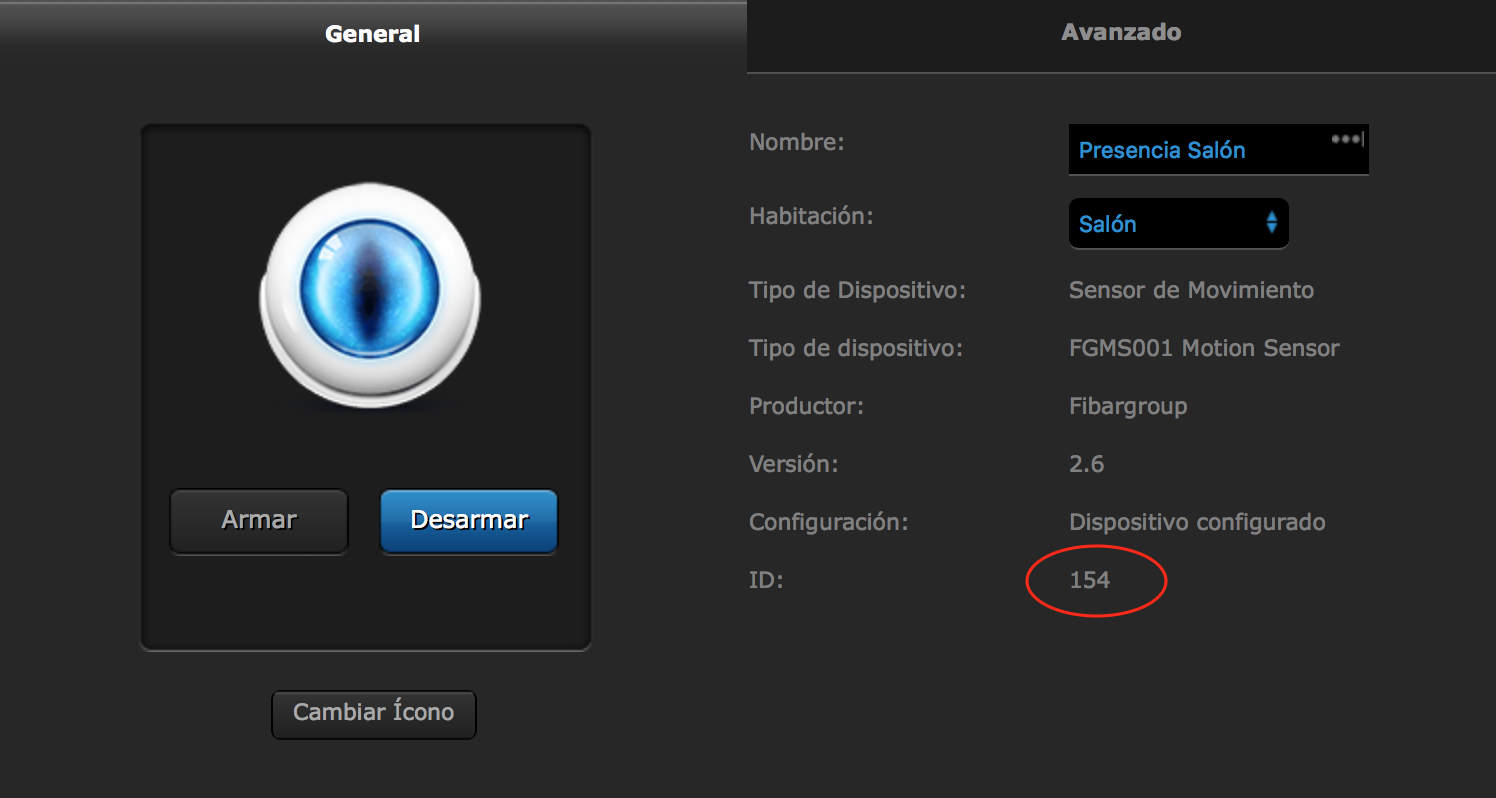 General
Avanzado
Nombre: Presencia Salón
Habitación: Salón
Tipo de Dispositivo: Sensor de Movimiento
Tipo de dispositivo: FGMS001 Motion Sensor
Productor: Fibargroup
Versión: 2.6
Configuración: Dispositivo configurado
ID: 154
Armar
Desarmar
Cambiar Ícono